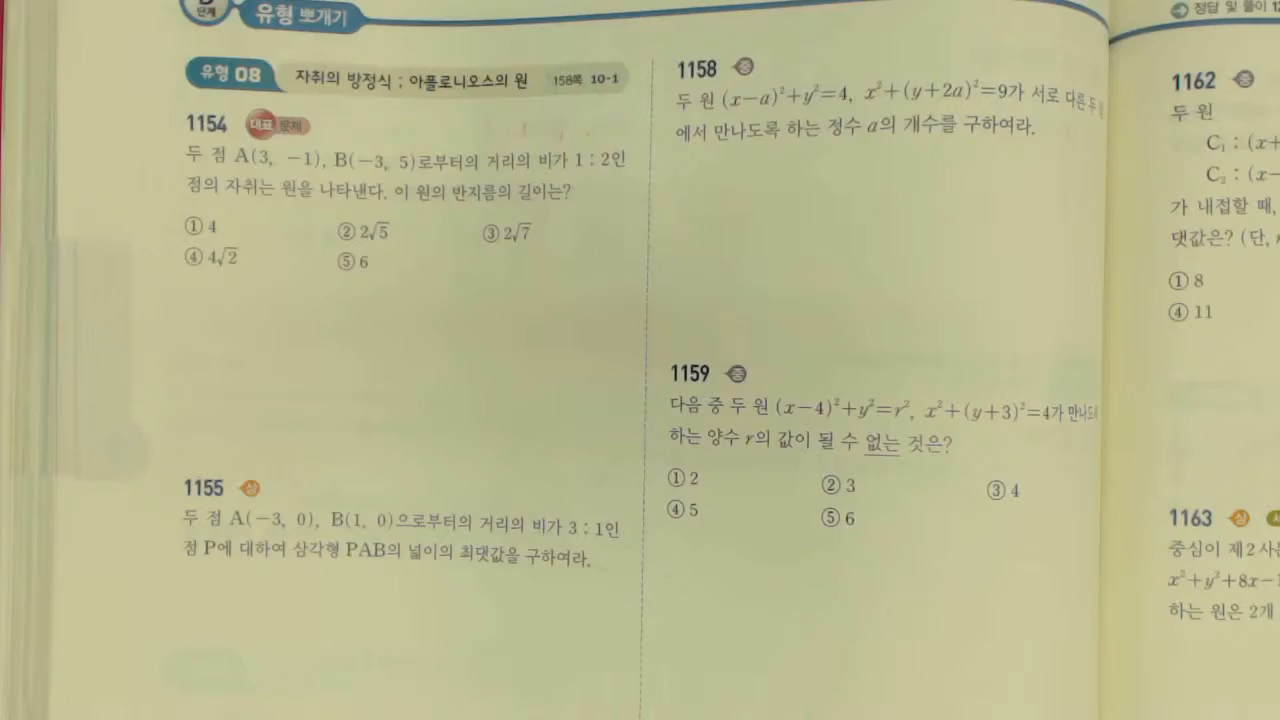 단계
유형 뽀개기
유형 08 자취의 방정식 ; 아폴로니오스의 원 158쪽 10-1
1154 대표 문제
두 점 A(3, −1), B(−3, 5)로부터의 거리의 비가 1 : 2인
점의 자취는 원을 나타낸다. 이 원의 반지름의 길이는?
① 4 ② 2√5 ③ 2√7
④ 4√2 ⑤ 6
1155 상
두 점 A(−3, 0), B(1, 0)으로부터의 거리의 비가 3 : 1인
점 P에 대하여 삼각형 PAB의 넓이의 최댓값을 구하여라.
1158 중
두 원 (x−a)²+y²=4, x²+(y+2a)²=9가 서로 다른 두
에서 만나도록 하는 정수 a의 개수를 구하여라.
1159 중
다음 중 두 원 (x−4)²+y²=r², x²+(y+3)²=4가 만나도
하는 양수 r의 값이 될 수 없는 것은?
① 2 ② 3 ③ 4
④ 5 ⑤ 6
정답 및 풀이 12
1162 중
두 원
C₁ : (x+
C₂ : (x−
가 내접할 때,
댓값은? (단,
① 8
④ 11
1163 상
중심이 제2사분
x²+y²+8x−1
하는 원은 2개